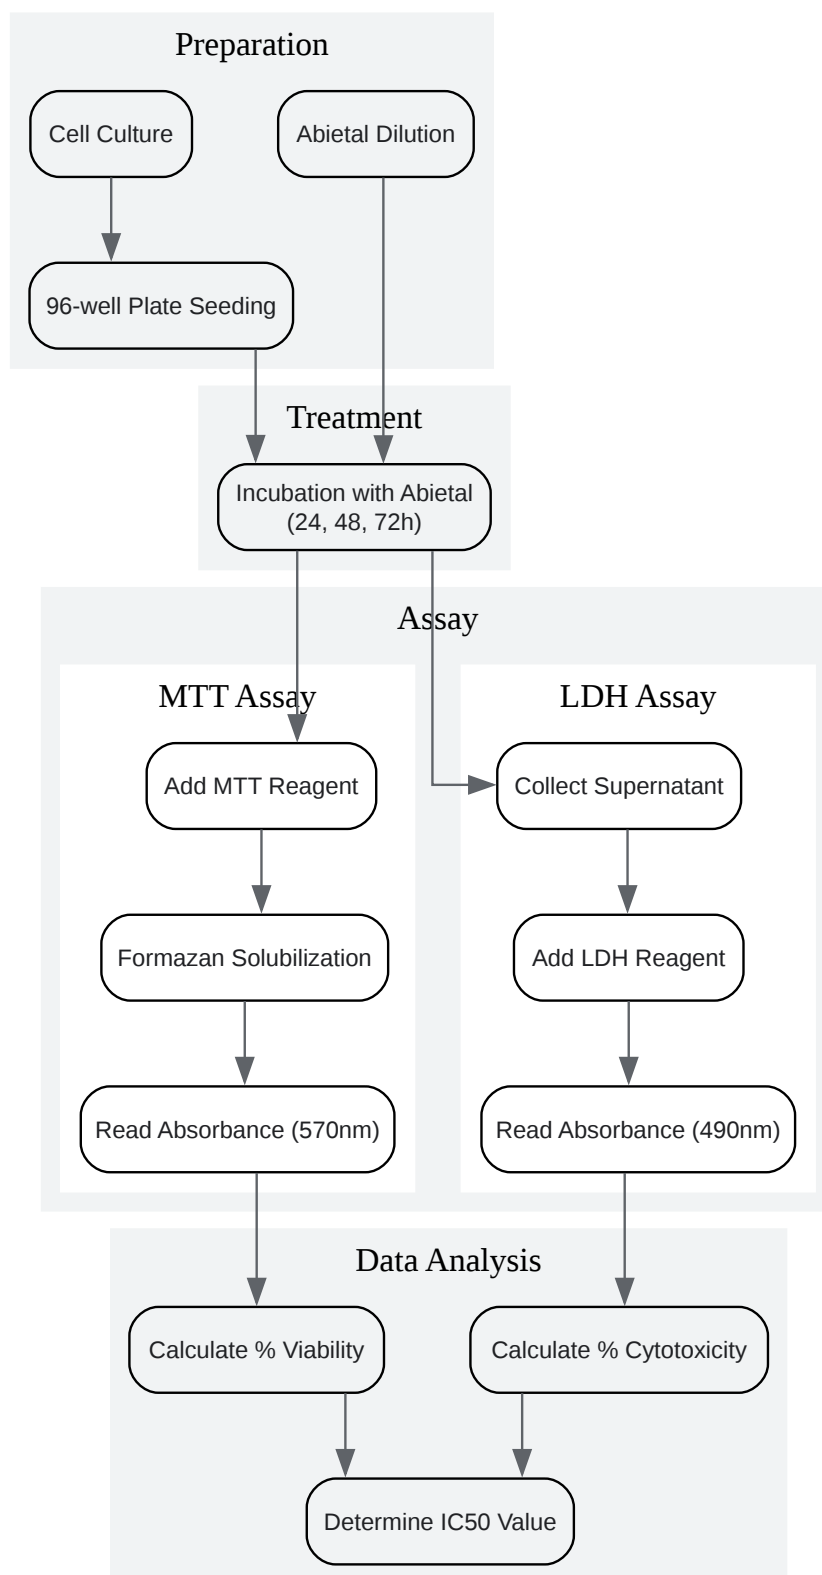 Preparation
Cell Culture
Abietal Dilution
96-well Plate Seeding
Treatment
Incubation with Abietal
(24, 48, 72h)
Assay
MTT Assay
LDH Assay
Add MTT Reagent
Collect Supernatant
Formazan Solubilization
Add LDH Reagent
Read Absorbance (570nm)
Read Absorbance (490nm)
Data Analysis
Calculate % Viability
Calculate % Cytotoxicity
Determine IC50 Value